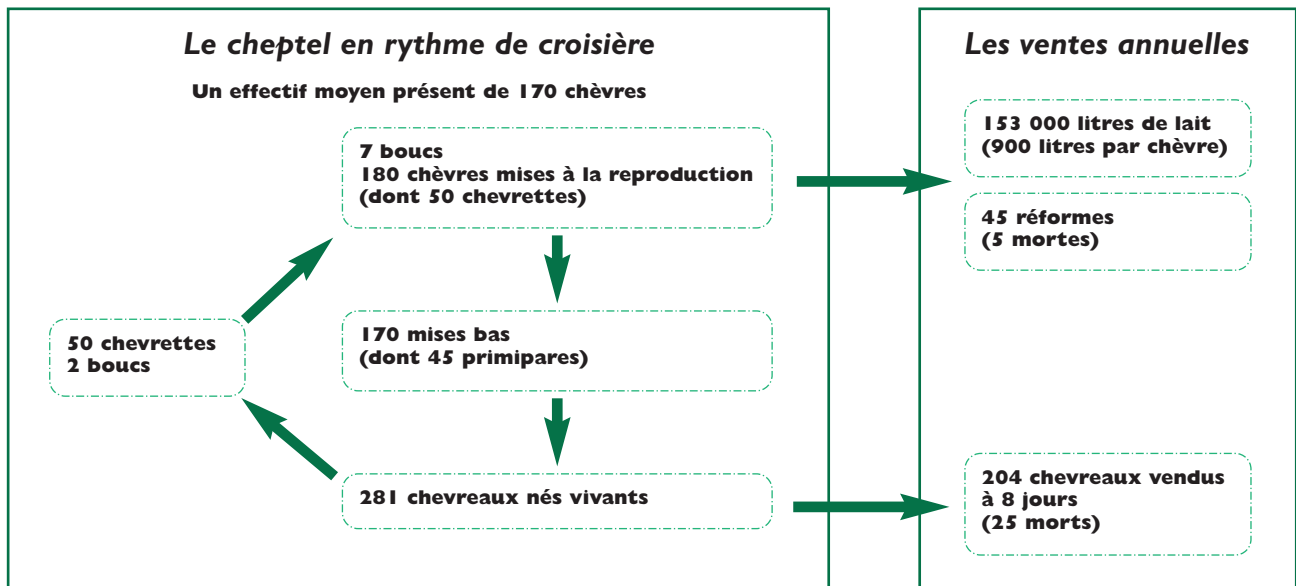 Le cheptel en rythme de croisière
Un effectif moyen présent de 170 chèvres
7 boucs
180 chèvres mises à la reproduction
(dont 50 chevrettes)
50 chevrettes
2 boucs
170 mises bas
(dont 45 primipares)
281 chevreaux nés vivants
Les ventes annuelles
153 000 litres de lait
(900 litres par chèvre)
45 réformes
(5 mortes)
204 chevreaux vendus
à 8 jours
(25 morts)